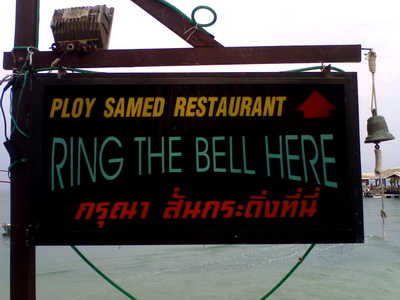 PLOY SAMED RESTAURANT
RING THE BELL HERE
กรุณา สั่นกระดิ่งที่นี่